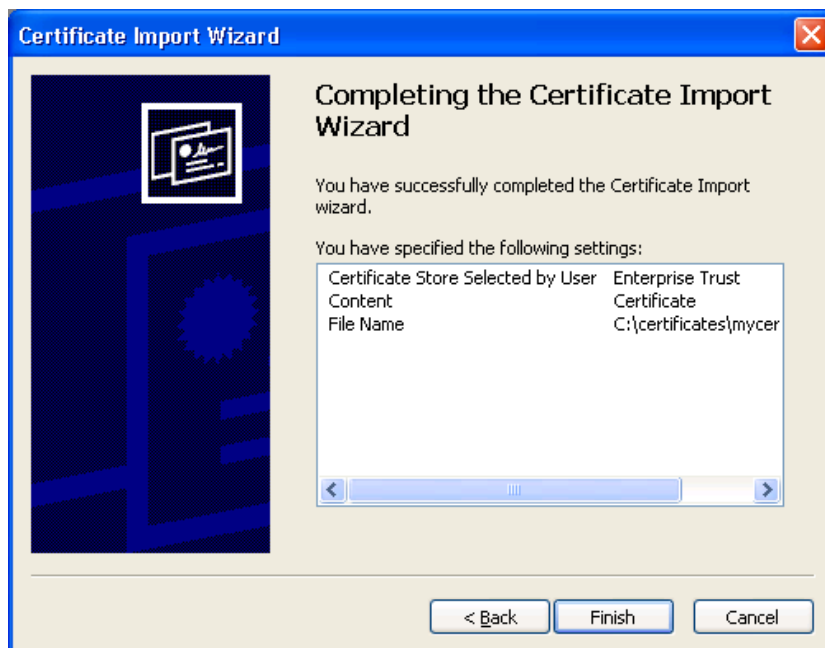 Certificate Import Wizard
Completing the Certificate Import
Wizard
You have successfully completed the Certificate Import
wizard.
You have specified the following settings:
Certificate Store Selected by User Enterprise Trust
Content Certificate
File Name C:\certificates\mycer
< Back Finish Cancel